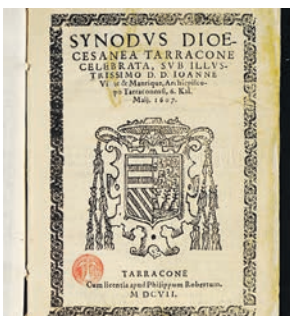 SYNODVS DIOE-
CESANEA TARRACONE
CELEBRATA, SVB ILLVS-
TRISSIMO D. D. IOANNE
& Manrique, Archiepisco-
po Tarraconensi, 6. Kal.
Maij. 1607.
TARRACONE
Cum licentia apud Philippum Robertum.
M DCVII.